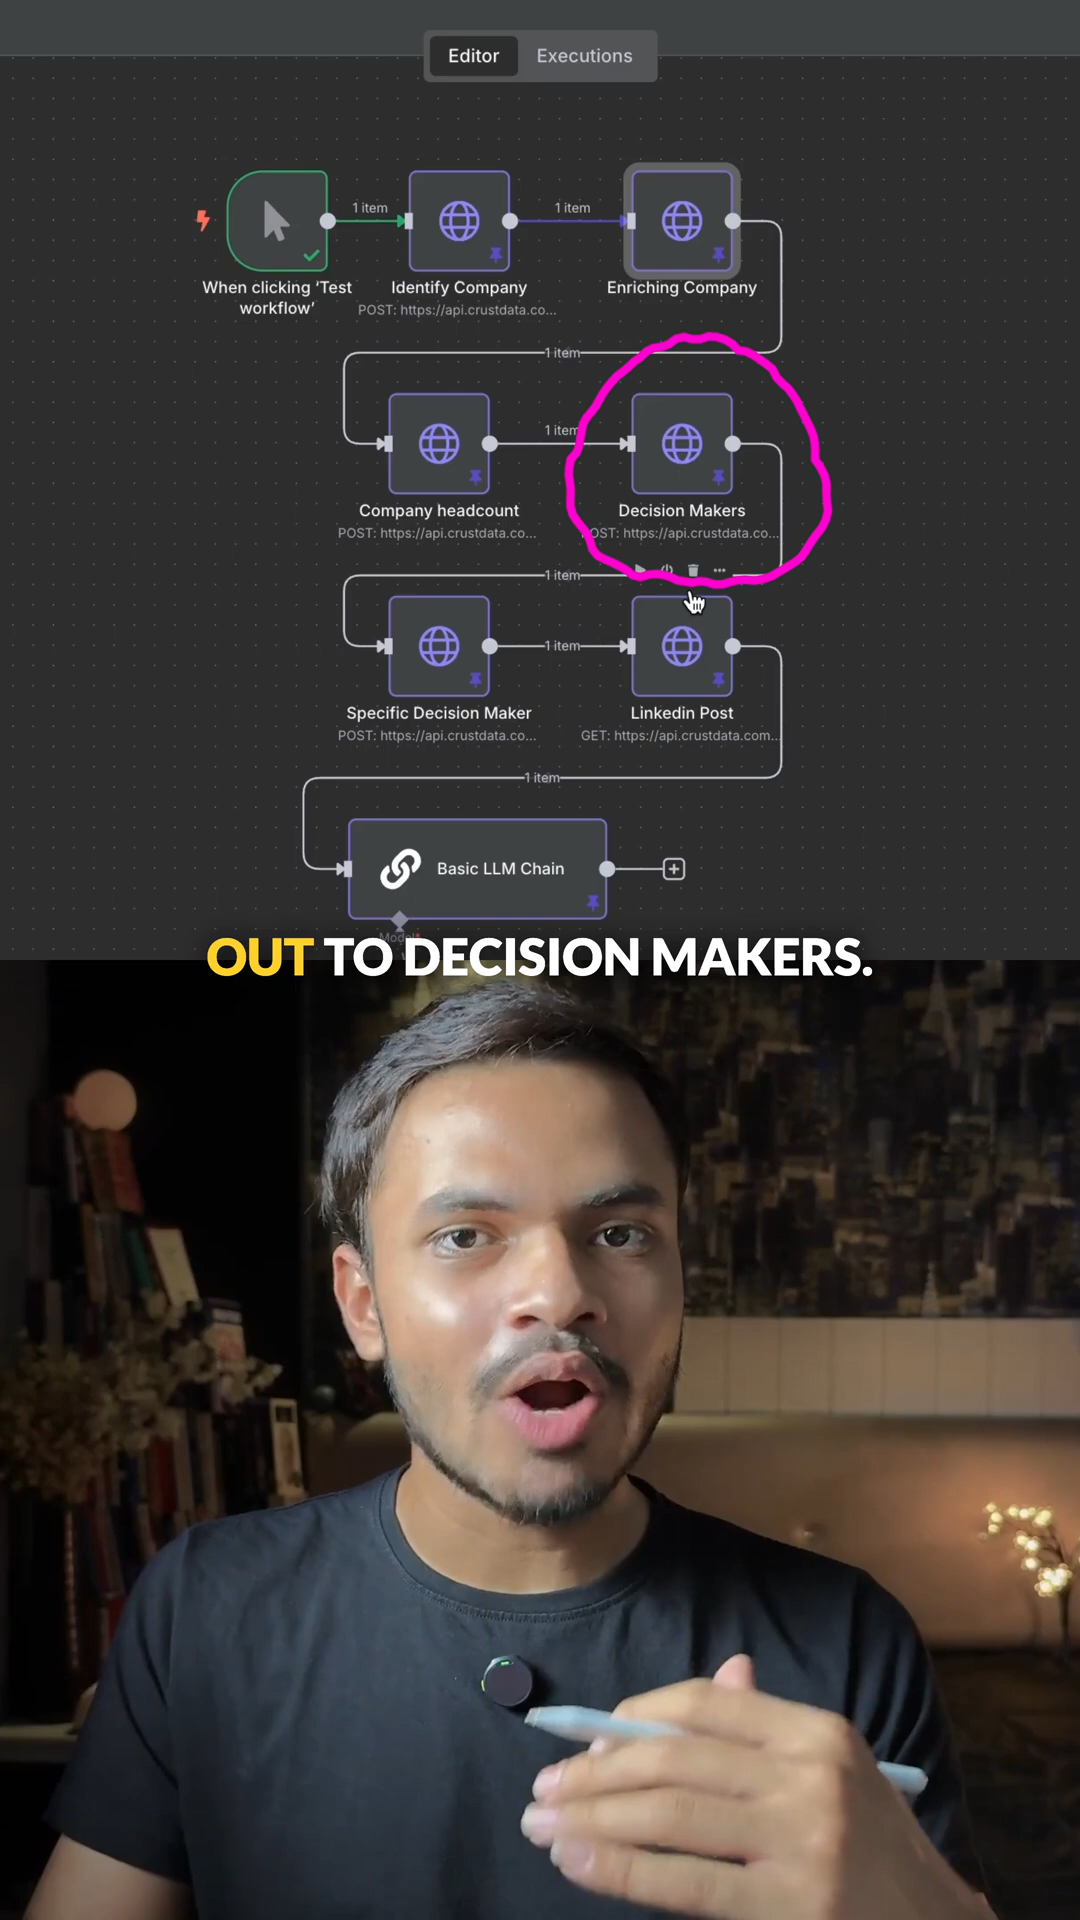 Editor Executions
1 item
1 item
When clicking ‘Test
workflow’
Identify Company
POST: https://api.crustdata.co...
Enriching Company
1 item
1 item
Company headcount
POST: https://api.crustdata.co...
Decision Makers
POST: https://api.crustdata.co...
1 item
1 item
Specific Decision Maker
POST: https://api.crustdata.co...
Linkedin Post
GET: https://api.crustdata.com...
1 item
Basic LLM Chain
Model*
OUT TO DECISION MAKERS.